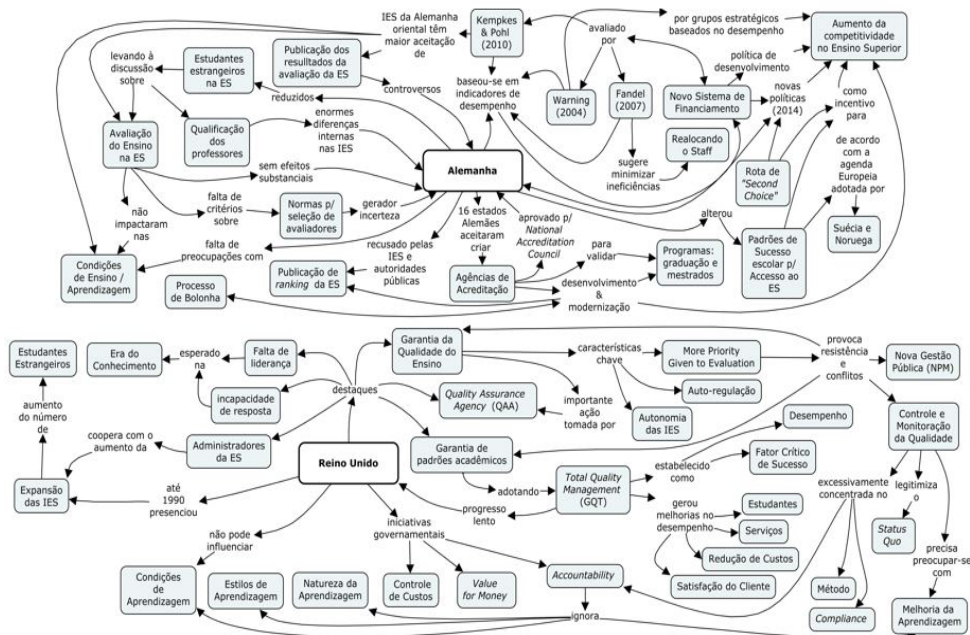 IES da Alemanha
oriental têm
maior aceitação
de
Kempkes
& Pohl
(2010)
avaliado
por
por grupos estratégicos
baseados no desempenho
Aumento da
competitividade
no Ensino Superior
levando à
discussão
sobre
Estudantes
estrangeiros
na ES
Publicação dos
resulltados da
avaliação da ES
política de
desenvolvimento
reduzidos
controversos
baseou-se em
indicadores de
desempenho
Warning
(2004)
Fandel
(2007)
Novo Sistema de
Financiamento
novas
políticas
(2014)
como
incentivo
para
Avaliação
do Ensino
na ES
Qualificação
dos
professores
enormes
diferenças
internas
nas IES
Realocando
o Staff
de acordo
com a
agenda
Europeia
adotada por
sem efeitos
substanciais
Alemanha
sugere
minimizar
ineficiências
Rota de
"Second
Choice"
não
impactaram
nas
falta de
critérios
sobre
Normas p/
seleção de
avaliadores
gerador
incerteza
16 estados
Alemães
aceitaram
criar
aprovado p/
National
Accreditation
Council
alterou
Suécia e
Noruega
falta de
preocupações com
recusado pelas
IES e
autoridades
públicas
para
validar
Programas:
graduação e
mestrados
Padrões de
Sucesso
escolar p/
Accesso ao
ES
Condições
de Ensino /
Aprendizagem
Processo
de Bolonha
Publicação de
ranking da ES
Agências
de
Acreditação
desenvolvimento
&
modernização
Estudantes
Estrangeiros
Era do
Conhecimento
esperado
na
Falta de
liderança
Garantia da
Qualidade do
Ensino
características
chave
More Priority
Given to Evaluation
provoca
resistência
e
conflitos
Nova Gestão
Pública (NPM)
incapacidade
de resposta
destaques
Quality Assurance
Agency (QAA)
importante
ação
tomada por
Auto-regulação
Autonomia
das IES
aumento
do número
de
coopera com o
aumento da
Administradores
da ES
Garantia de
padrões acadêmicos
Desempenho
Controle e
Monitoração
da Qualidade
Reino Unido
estabelecido
como
Fator Crítico
de Sucesso
Expansão
das IES
até
1990
presenciou
adotando
Total Quality
Management
(GQT)
excessivamente
concentrada no
legitimiza
o
progresso
lento
gerou
melhorias no
desempenho
Estudantes
Serviços
Redução de Custos
Satisfação do Cliente
Status
Quo
não pode
influenciar
iniciativas
governamentais
precisa
preocupar-se
com
Condições
de
Aprendizagem
Estilos de
Aprendizagem
Natureza da
Aprendizagem
Controle
de Custos
Value
for Money
Accountability
Método
Compliance
Melhoria da
Aprendizagem
ignora